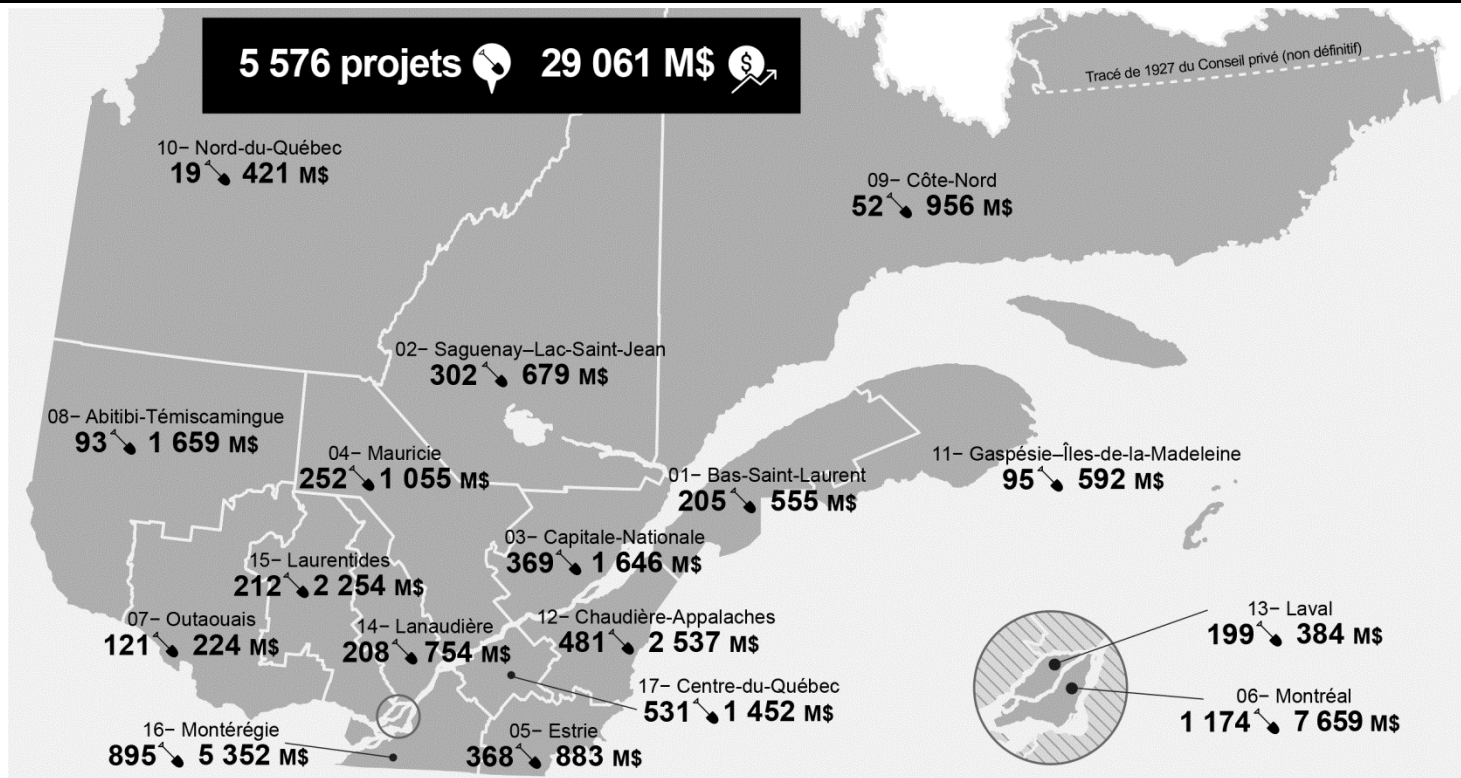 5 576 projets 29 061 M$
Tracé de 1927 du Conseil privé (non définitif)
10– Nord-du-Québec
19 421 M$
09– Côte-Nord
52 956 M$
02– Saguenay–Lac-Saint-Jean
302 679 M$
08– Abitibi-Témiscamingue
93 1 659 M$
04– Mauricie
252 1 055 M$
01– Bas-Saint-Laurent
205 555 M$
11– Gaspésie–Îles-de-la-Madeleine
95 592 M$
03– Capitale-Nationale
369 1 646 M$
15– Laurentides
212 2 254 M$
07– Outaouais
121 224 M$
14– Lanaudière
208 754 M$
12– Chaudière-Appalaches
481 2 537 M$
13– Laval
199 384 M$
17– Centre-du-Québec
531 1 452 M$
06– Montréal
1 174 7 659 M$
16– Montérégie
895 5 352 M$
05– Estrie
368 883 M$